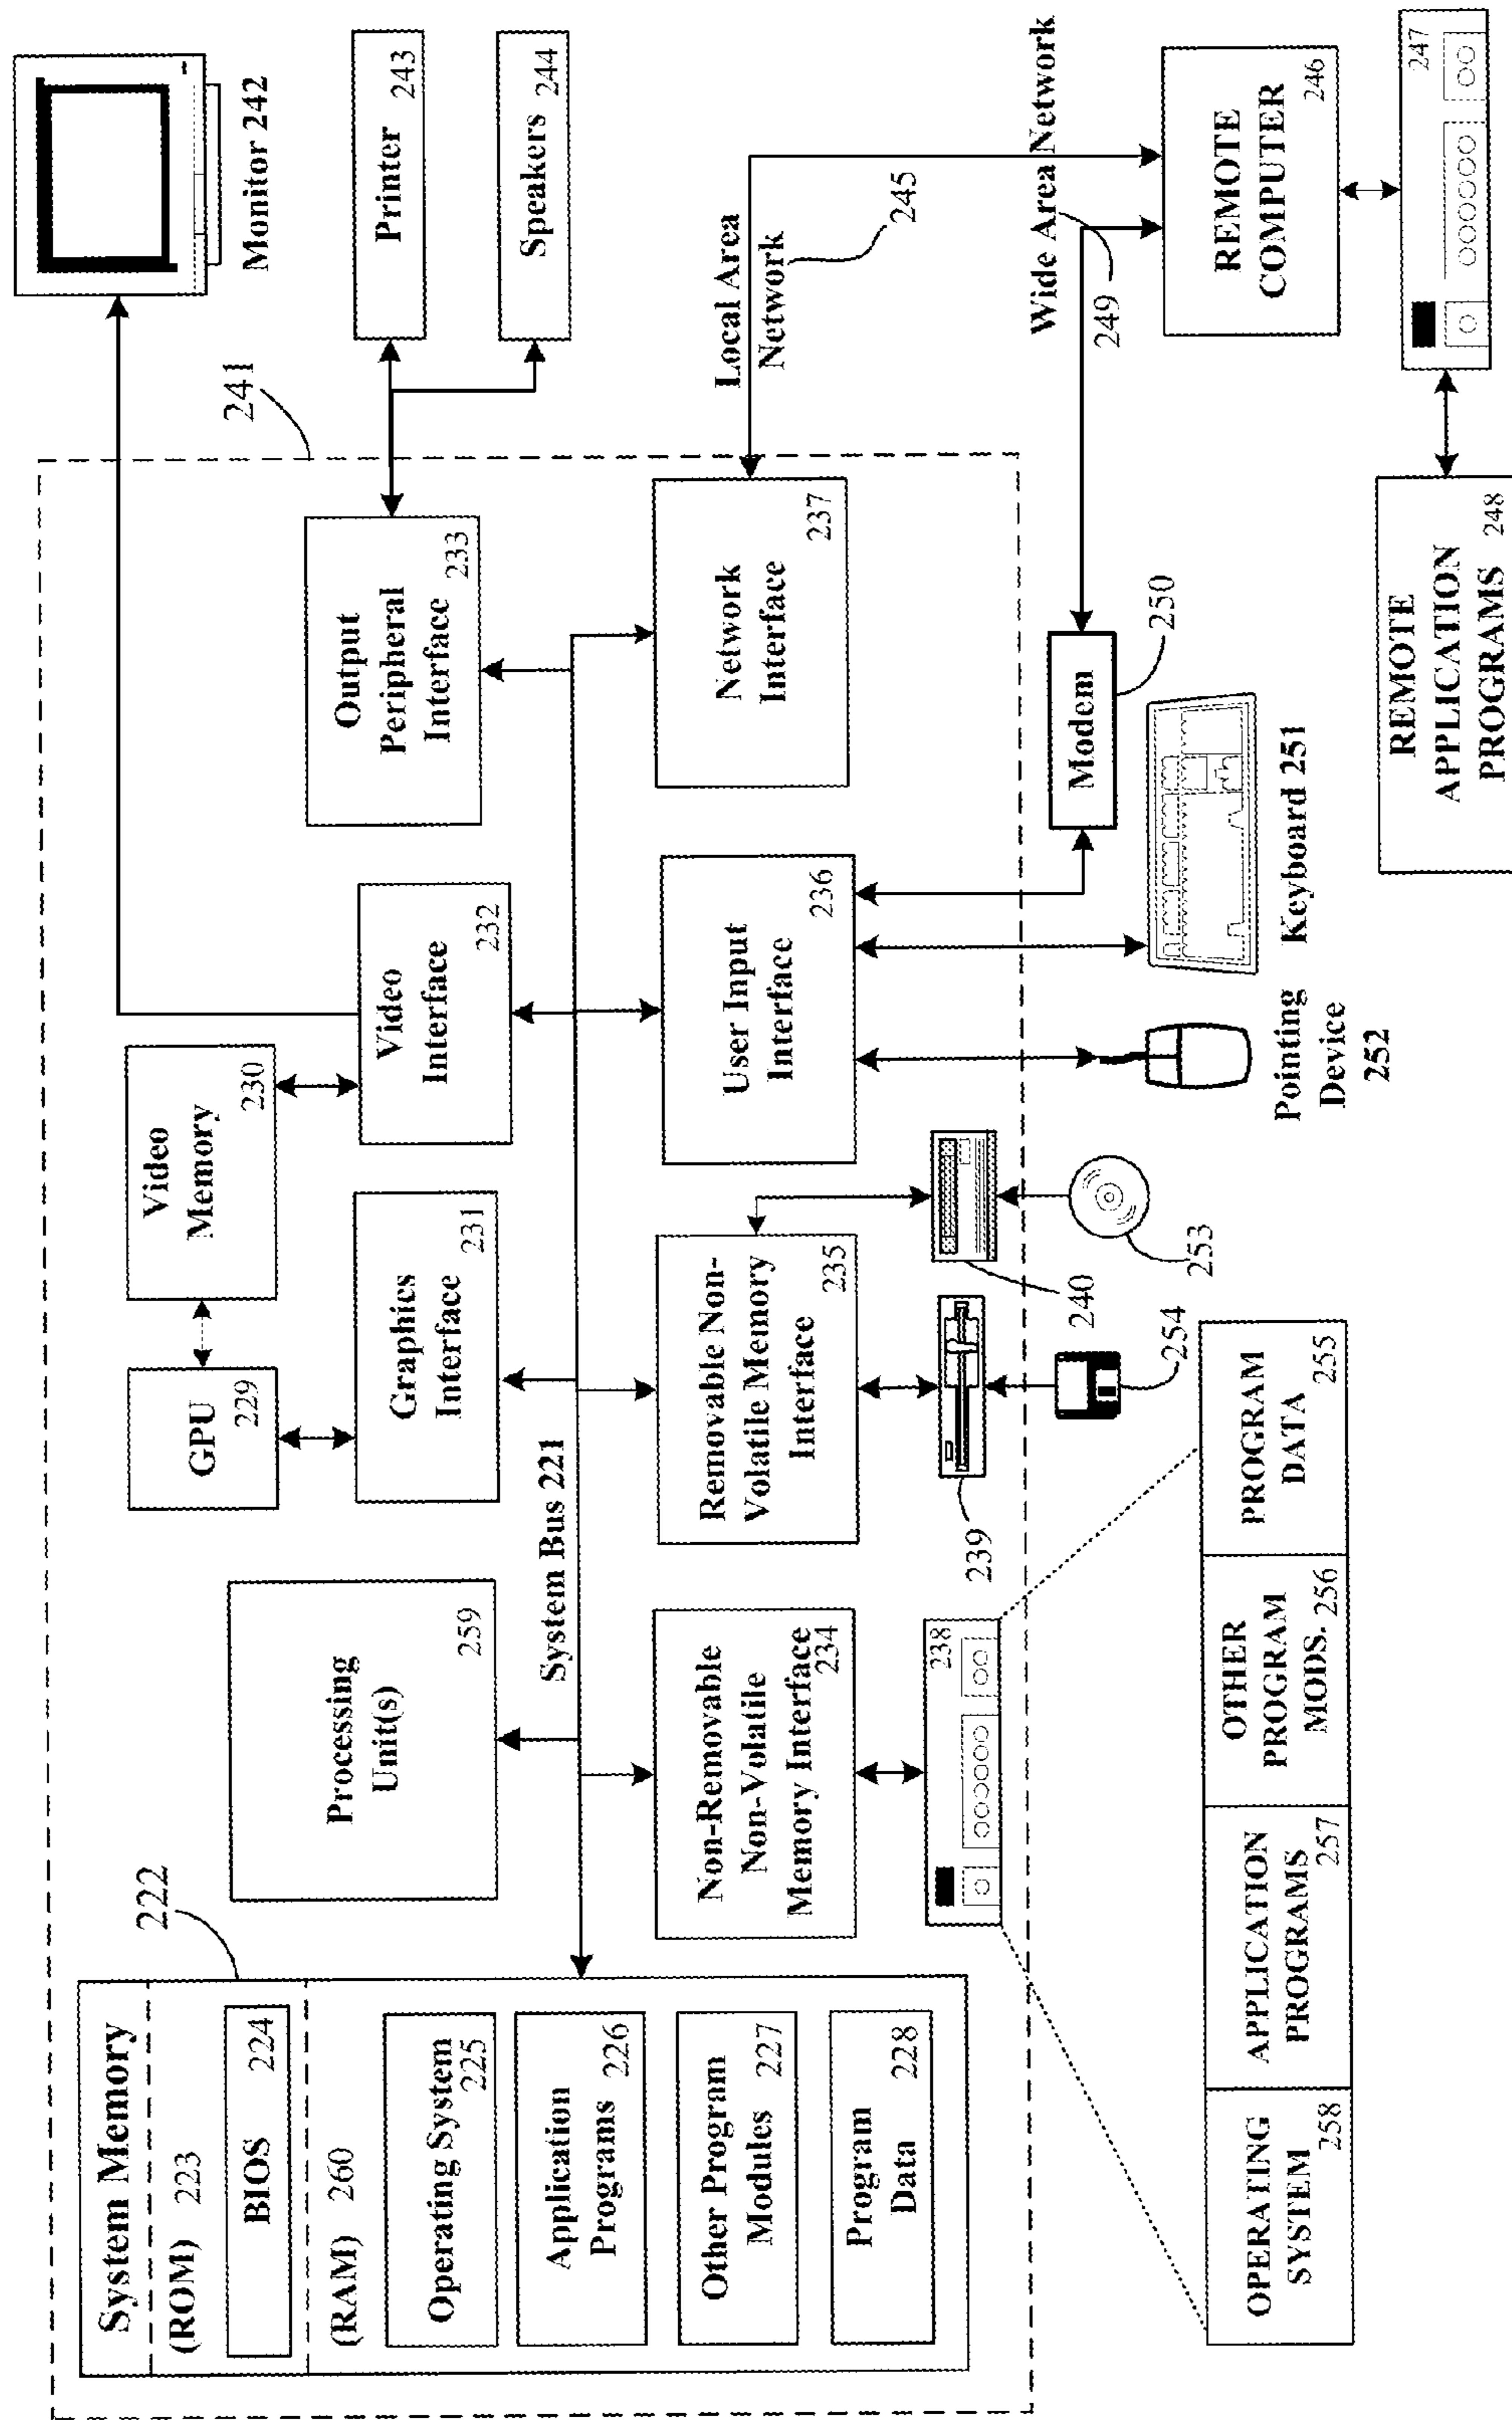 System Memory
(ROM) 223
BIOS 224
(RAM) 260
Operating System
225
Application
Programs 226
Other Program
Modules 227
Program
Data 228
222
Processing
Unit(s)
259
System Bus 221
GPU
229
Video
Memory
230
Graphics
Interface
231
Video
Interface
232
Output
Peripheral
Interface 233
241
Monitor 242
Printer 243
Speakers 244
Non-Removable
Non-Volatile
Memory Interface
234
Removable Non-
Volatile Memory
Interface 235
User Input
Interface
236
Network
Interface
237
Local Area
Network
245
238
239
240
254
253
Pointing
Device
252
Keyboard 251
Modem
250
Wide Area Network
249
REMOTE
COMPUTER
246
247
REMOTE
APPLICATION
PROGRAMS 248
OPERATING
SYSTEM
258
APPLICATION
PROGRAMS
257
OTHER
PROGRAM
MODS. 256
PROGRAM
DATA
255